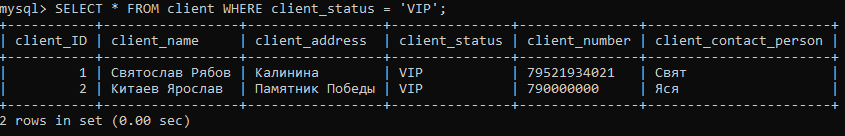 mysql> SELECT * FROM client WHERE client_status = 'VIP';
| client_ID | client_name | client_address | client_status | client_number | client_contact_person |
| 1 | Святослав Рябов | Калинина | VIP | 79521934021 | Свят |
| 2 | Китаев Ярослав | Памятник Победы | VIP | 790000000 | Яся |
2 rows in set (0.00 sec)